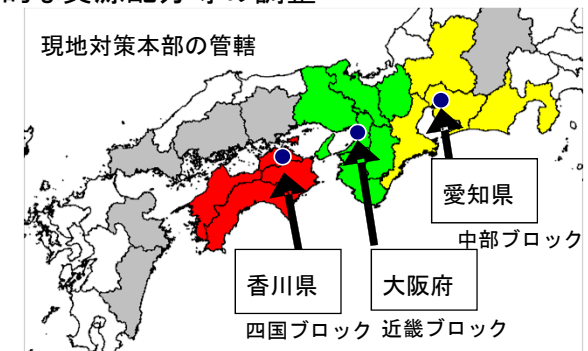 現地対策本部の管轄
愛知県
中部ブロック
香川県
大阪府
四国ブロック
近畿ブロック